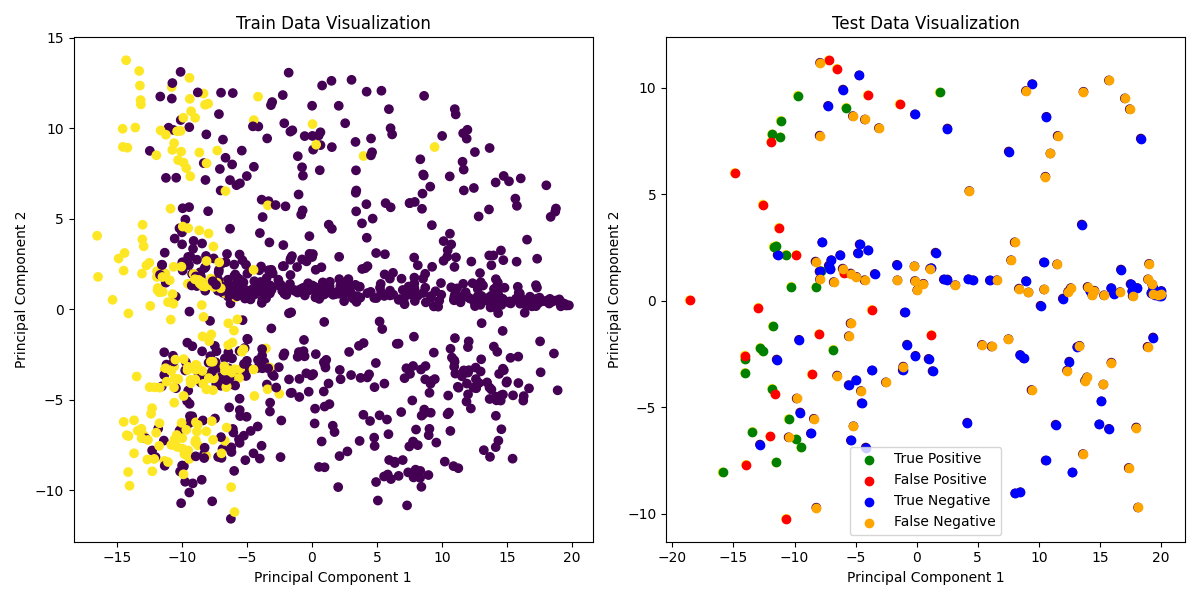 Train Data Visualization
15
10
5
0
−5
−10
Principal Component 2
−15
−10
−5
0
5
10
15
20
Principal Component 1
Test Data Visualization
10
5
0
−5
−10
Principal Component 2
−20
−15
−10
−5
0
5
10
15
20
Principal Component 1
True Positive
False Positive
True Negative
False Negative